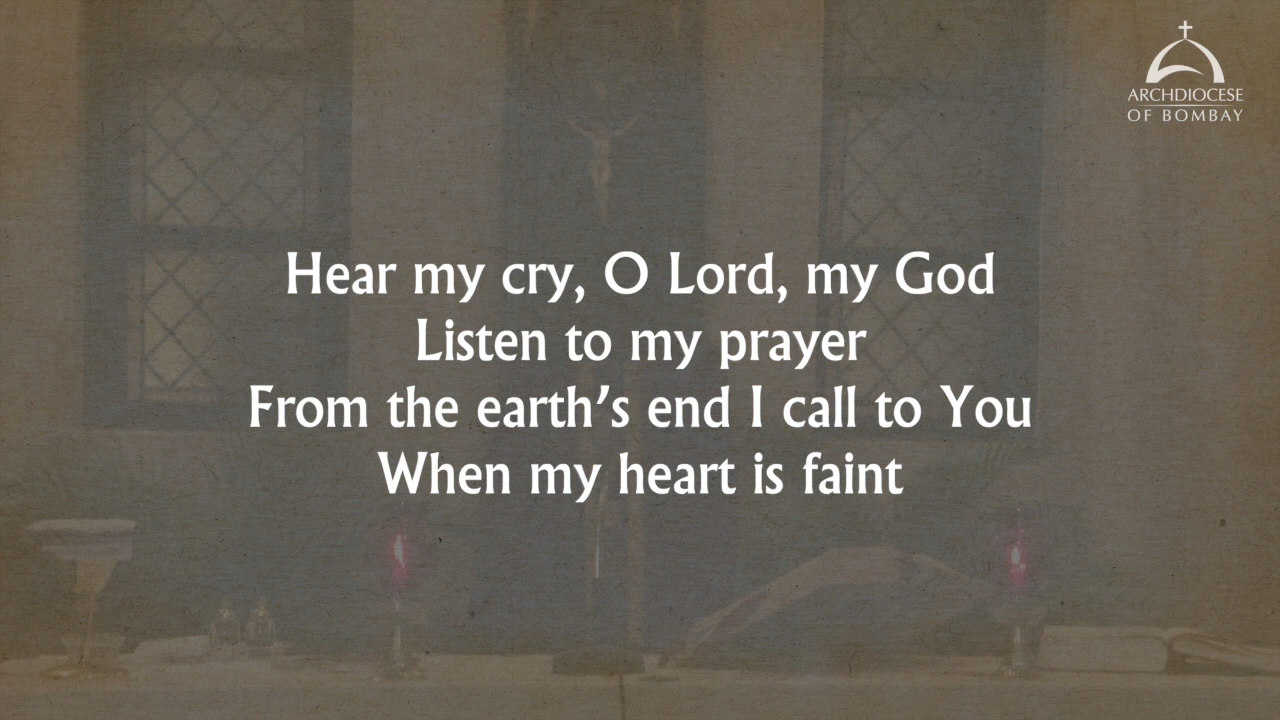 ARCHDIOCESE
OF BOMBAY
Hear my cry, O Lord, my God
Listen to my prayer
From the earth's end I call to You
When my heart is faint